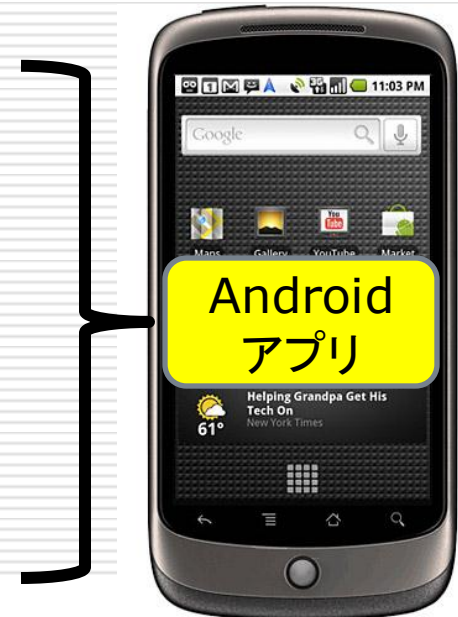 11:03 PM
Google
Maps Gallery YouTube Market
Android
アプリ
Helping Grandpa Get His
Tech On
New York Times
61°